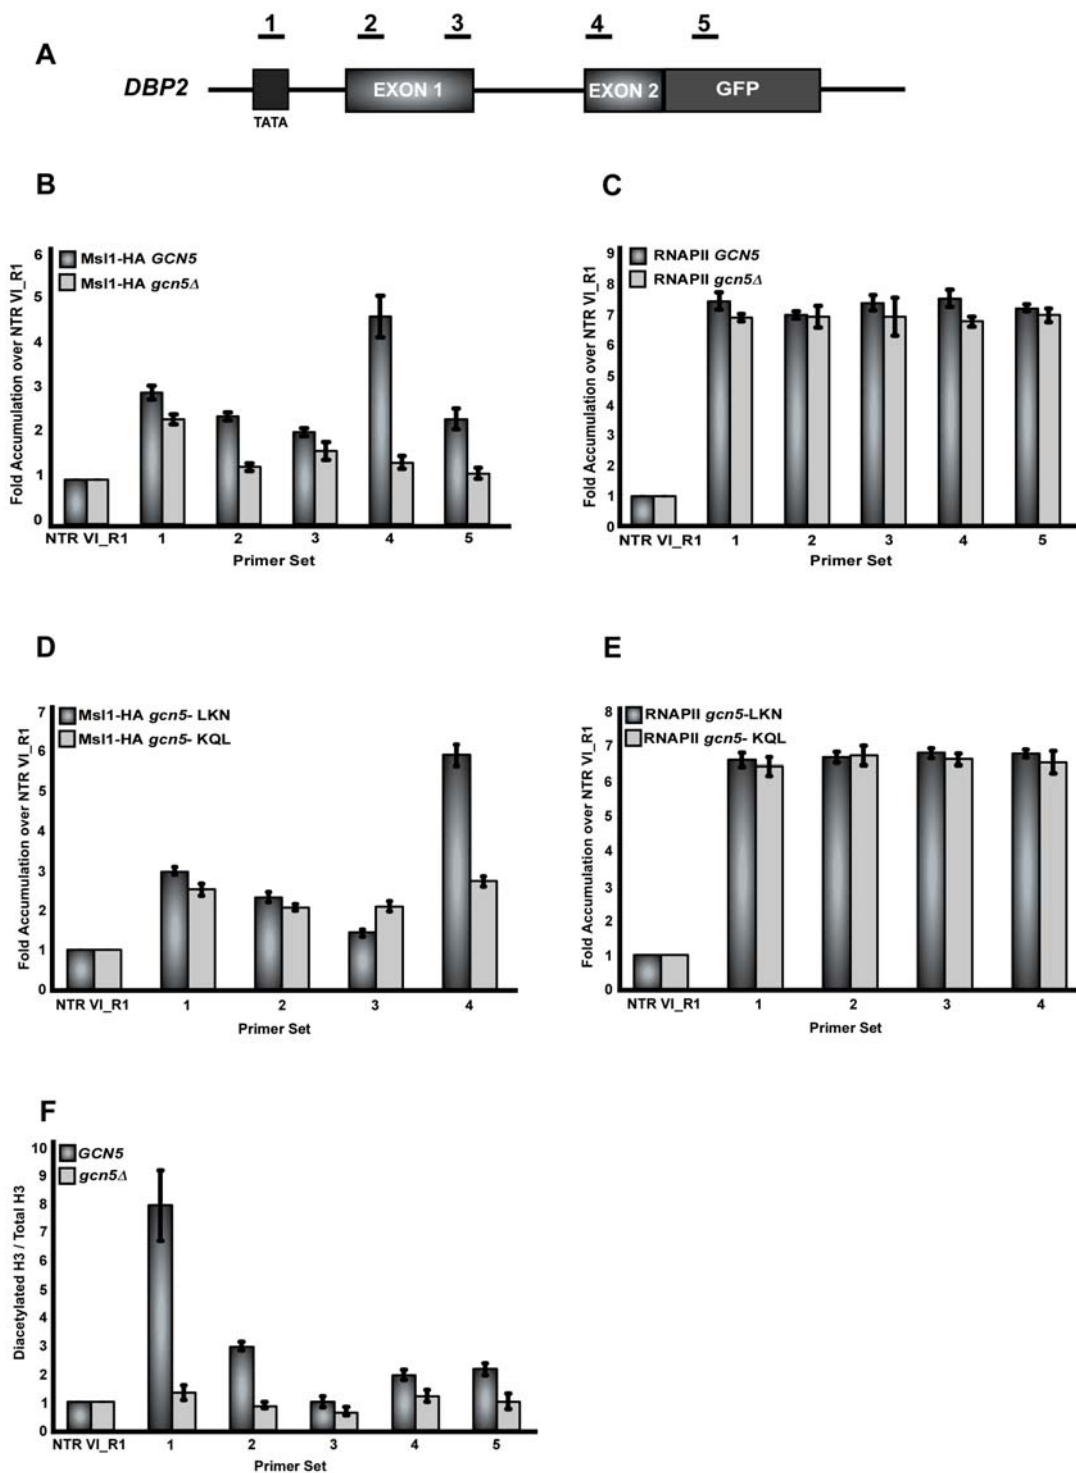 1 2 3 4 5
A
DBP2 EXON 1 EXON 2 GFP
TATA
B
Msl1-HA GCN5
Msl1-HA gcn5Δ
Fold Accumulation over NTR VI_R1
6
5
4
3
2
1
0
NTR VI_R1 1 2 3 4 5
Primer Set
C
RNAPII GCN5
RNAPII gcn5Δ
Fold Accumulation over NTR VI_R1
9
8
7
6
5
4
3
2
1
0
NTR VI_R1 1 2 3 4 5
Primer Set
D
Msl1-HA gcn5- LKN
Msl1-HA gcn5- KQL
Fold Accumulation over NTR VI_R1
7
6
5
4
3
2
1
0
NTR VI_R1 1 2 3 4
Primer Set
E
RNAPII gcn5-LKN
RNAPII gcn5- KQL
Fold Accumulation over NTR VI_R1
8
7
6
5
4
3
2
1
0
NTR VI_R1 1 2 3 4
Primer Set
F
GCN5
gcn5Δ
Diacetylated H3 / Total H3
10
9
8
7
6
5
4
3
2
1
0
NTR VI_R1 1 2 3 4 5
Primer Set